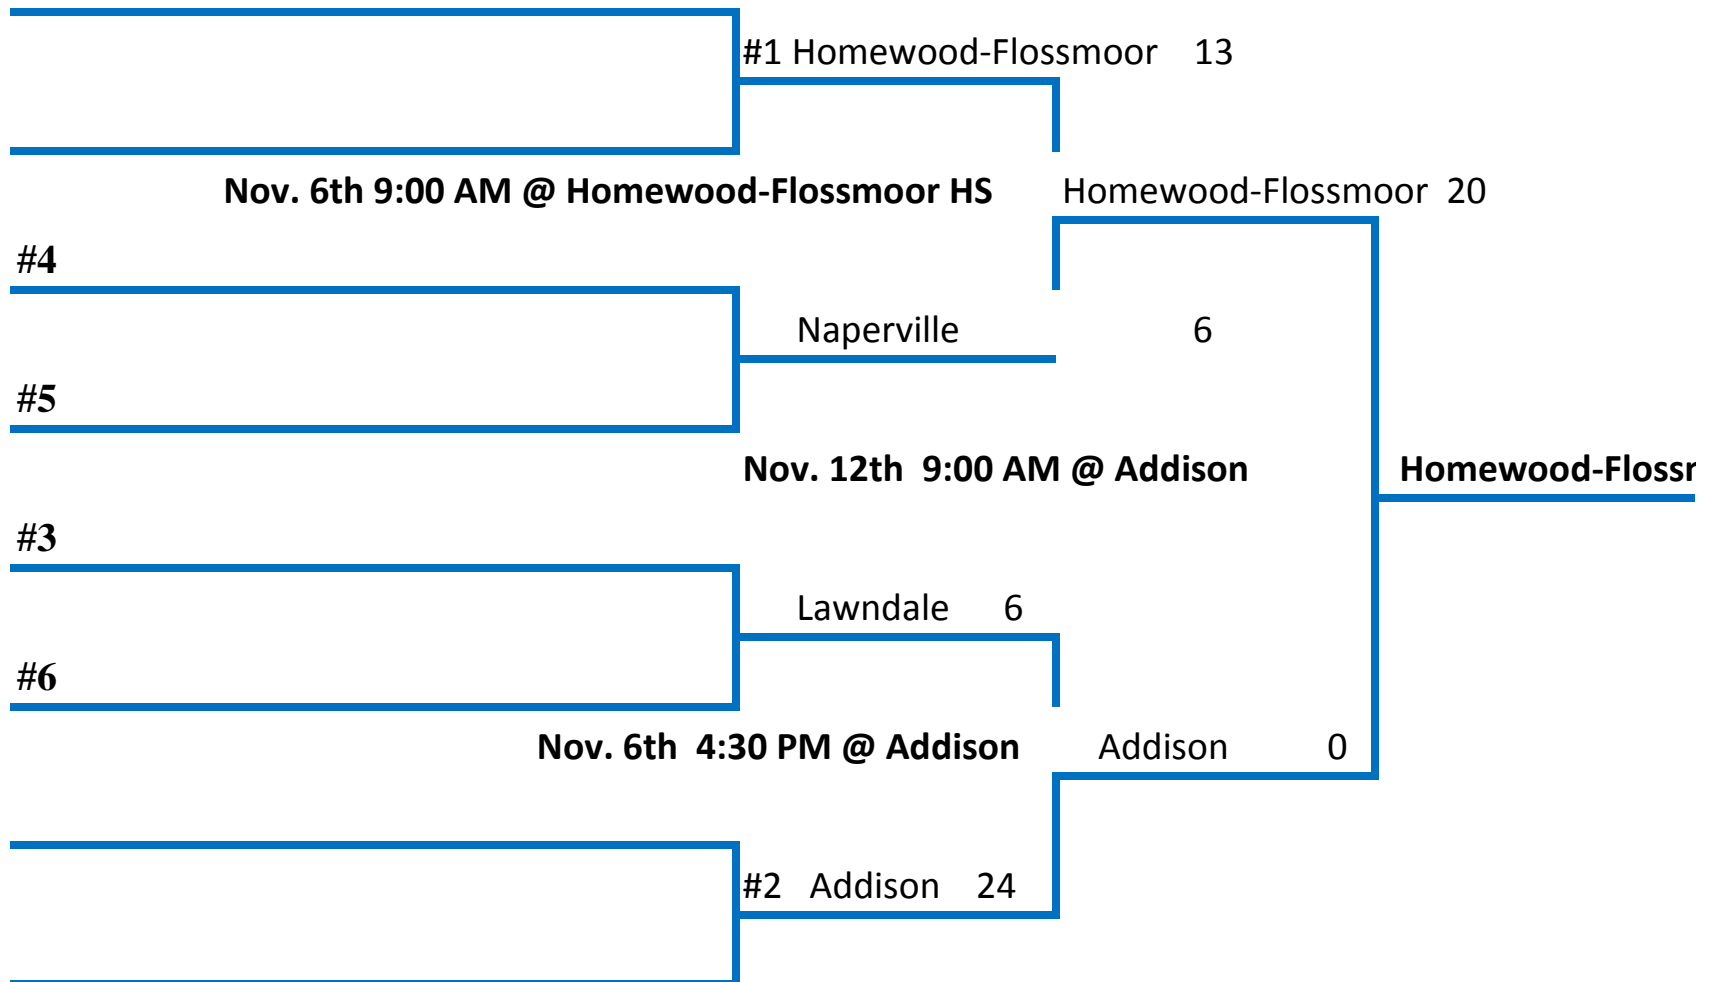 #1 Homewood-Flossmoor 13
Nov. 6th 9:00 AM @ Homewood-Flossmoor HS
Homewood-Flossmoor 20
#4
Naperville 6
#5
Nov. 12th 9:00 AM @ Addison
Homewood-Floss
#3
Lawndale 6
#6
Nov. 6th 4:30 PM @ Addison
Addison 0
#2 Addison 24